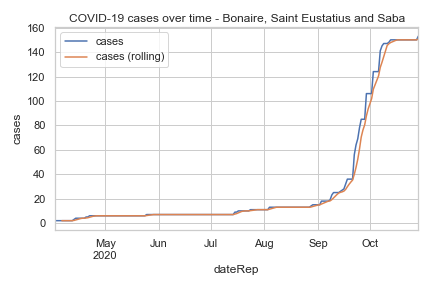 COVID-19 cases over time - Bonaire, Saint Eustatius and Saba
cases
cases (rolling)
160
140
120
100
80
60
40
20
0
cases
May
2020
Jun
Jul
Aug
Sep
Oct
dateRep